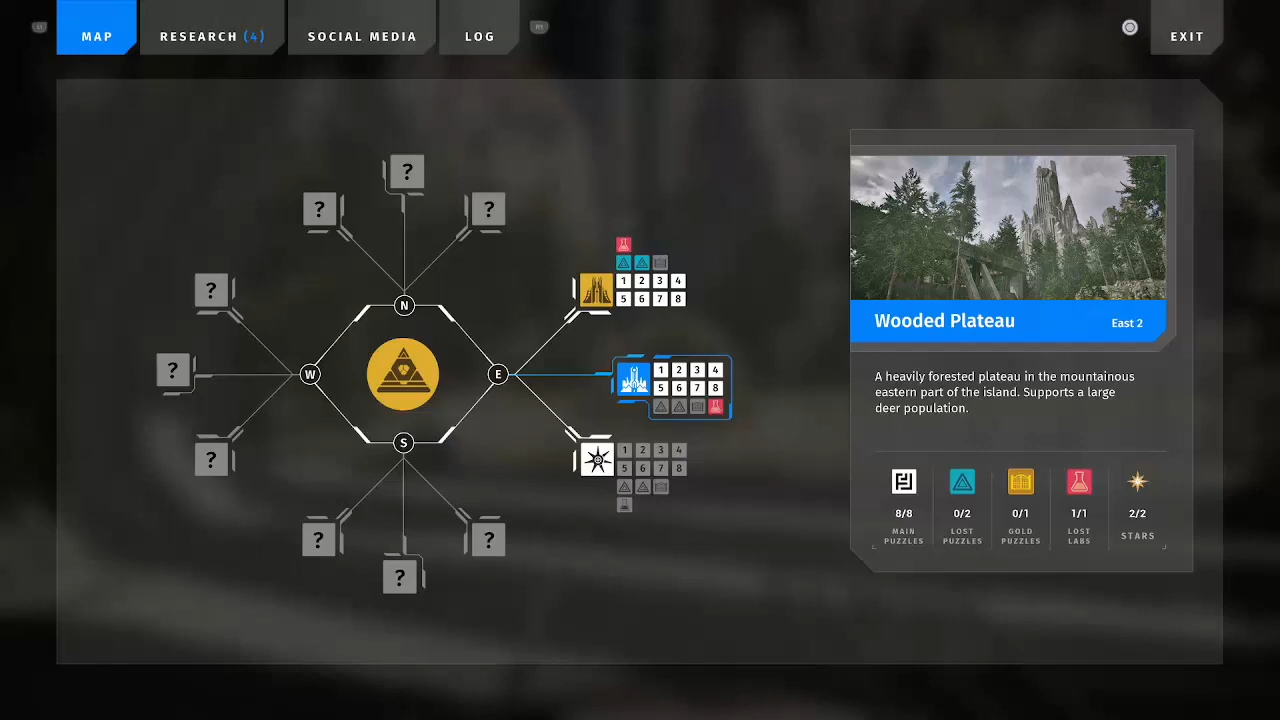 MAP
RESEARCH (4)
SOCIAL MEDIA
LOG
EXIT
?
?
?
?
?
?
?
?
?
N
W
E
S
1 2 3 4
5 6 7 8
1 2 3 4
5 6 7 8
1 2 3 4
5 6 7 8
Wooded Plateau
East 2
A heavily forested plateau in the mountainous
eastern part of the island. Supports a large
deer population.
8/8
0/2
0/1
1/1
2/2
MAIN
PUZZLES
LOST
PUZZLES
GOLD
PUZZLES
LOST
LABS
STARS